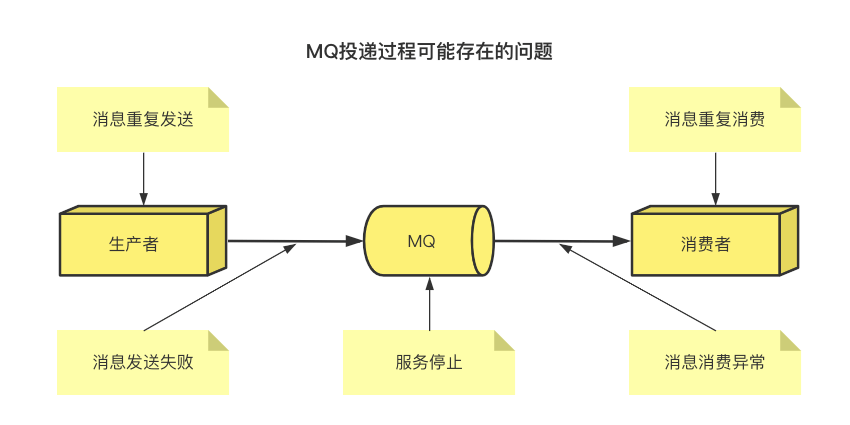 MQ投递过程可能存在的问题
消息重复发送
消息重复消费
生产者
MQ
消费者
消息发送失败
服务停止
消息消费异常